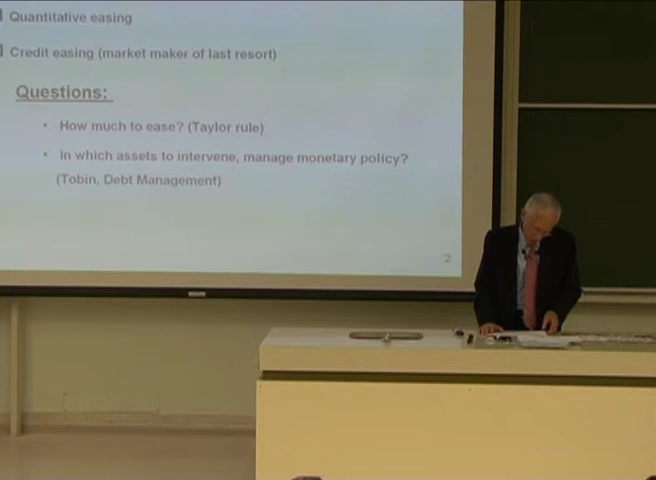 Quantitative easing
Credit easing (market maker of last resort)
Questions:
• How much to ease? (Taylor rule)
• In which assets to intervene, manage monetary policy?
(Tobin, Debt Management)
2